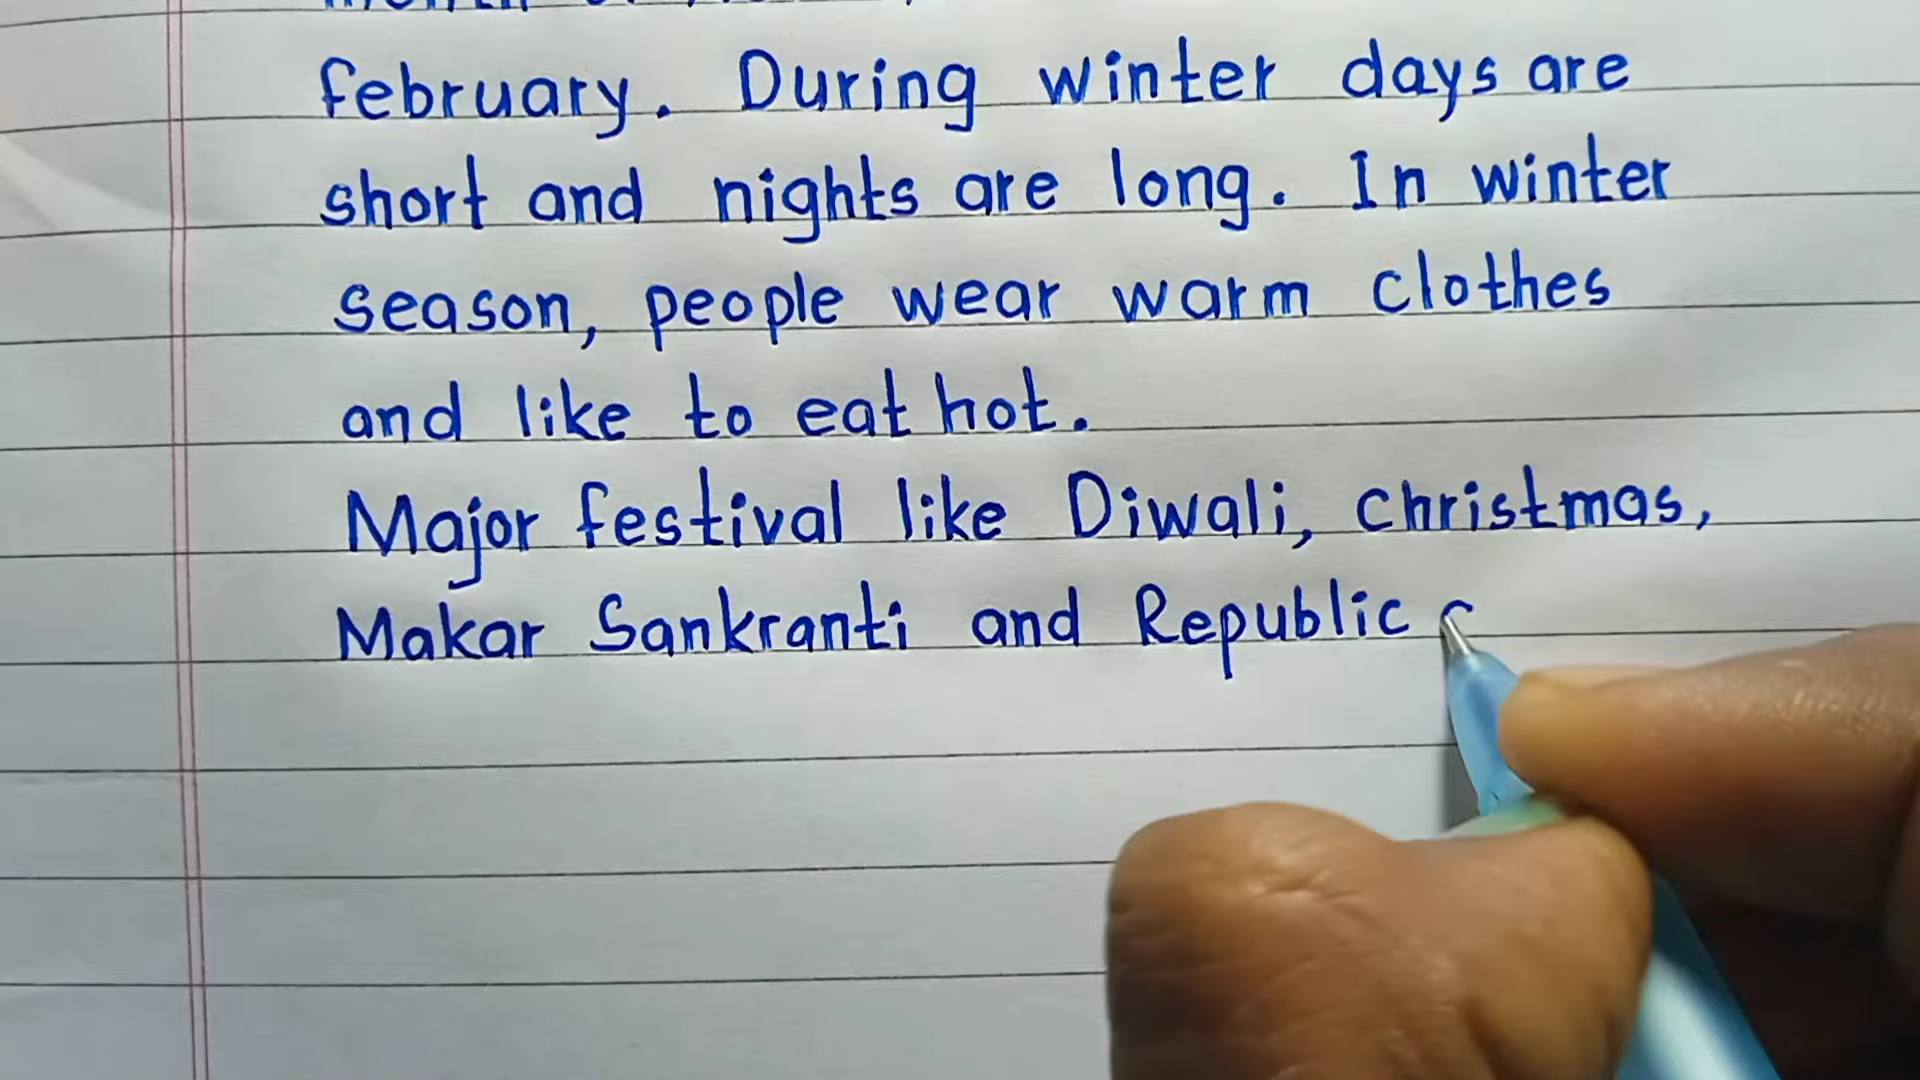 february. During winter days are
short and nights are long. In winter
season, people wear warm clothes
and like to eat hot.
Major festival like Diwali, christmas,
Makar Sankranti and Republic